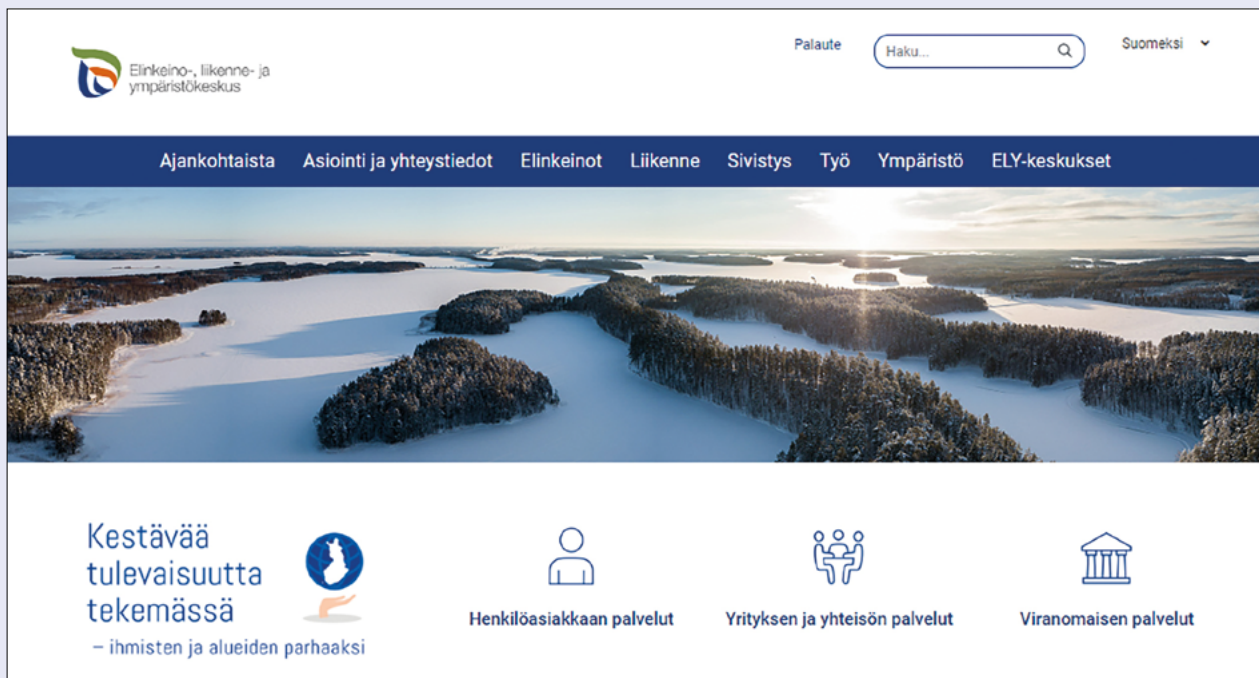 Elinkeino-, liikenne- ja
ympäristökeskus
Palaute
Haku...
Suomeksi
Ajankohtaista Asiointi ja yhteystiedot Elinkeinot Liikenne Sivistys Työ Ympäristö ELY-keskukset
Kestävää
tulevaisuutta
tekemässä
– ihmisten ja alueiden parhaaksi
Henkilöasiakkaan palvelut
Yrityksen ja yhteisön palvelut
Viranomaisen palvelut